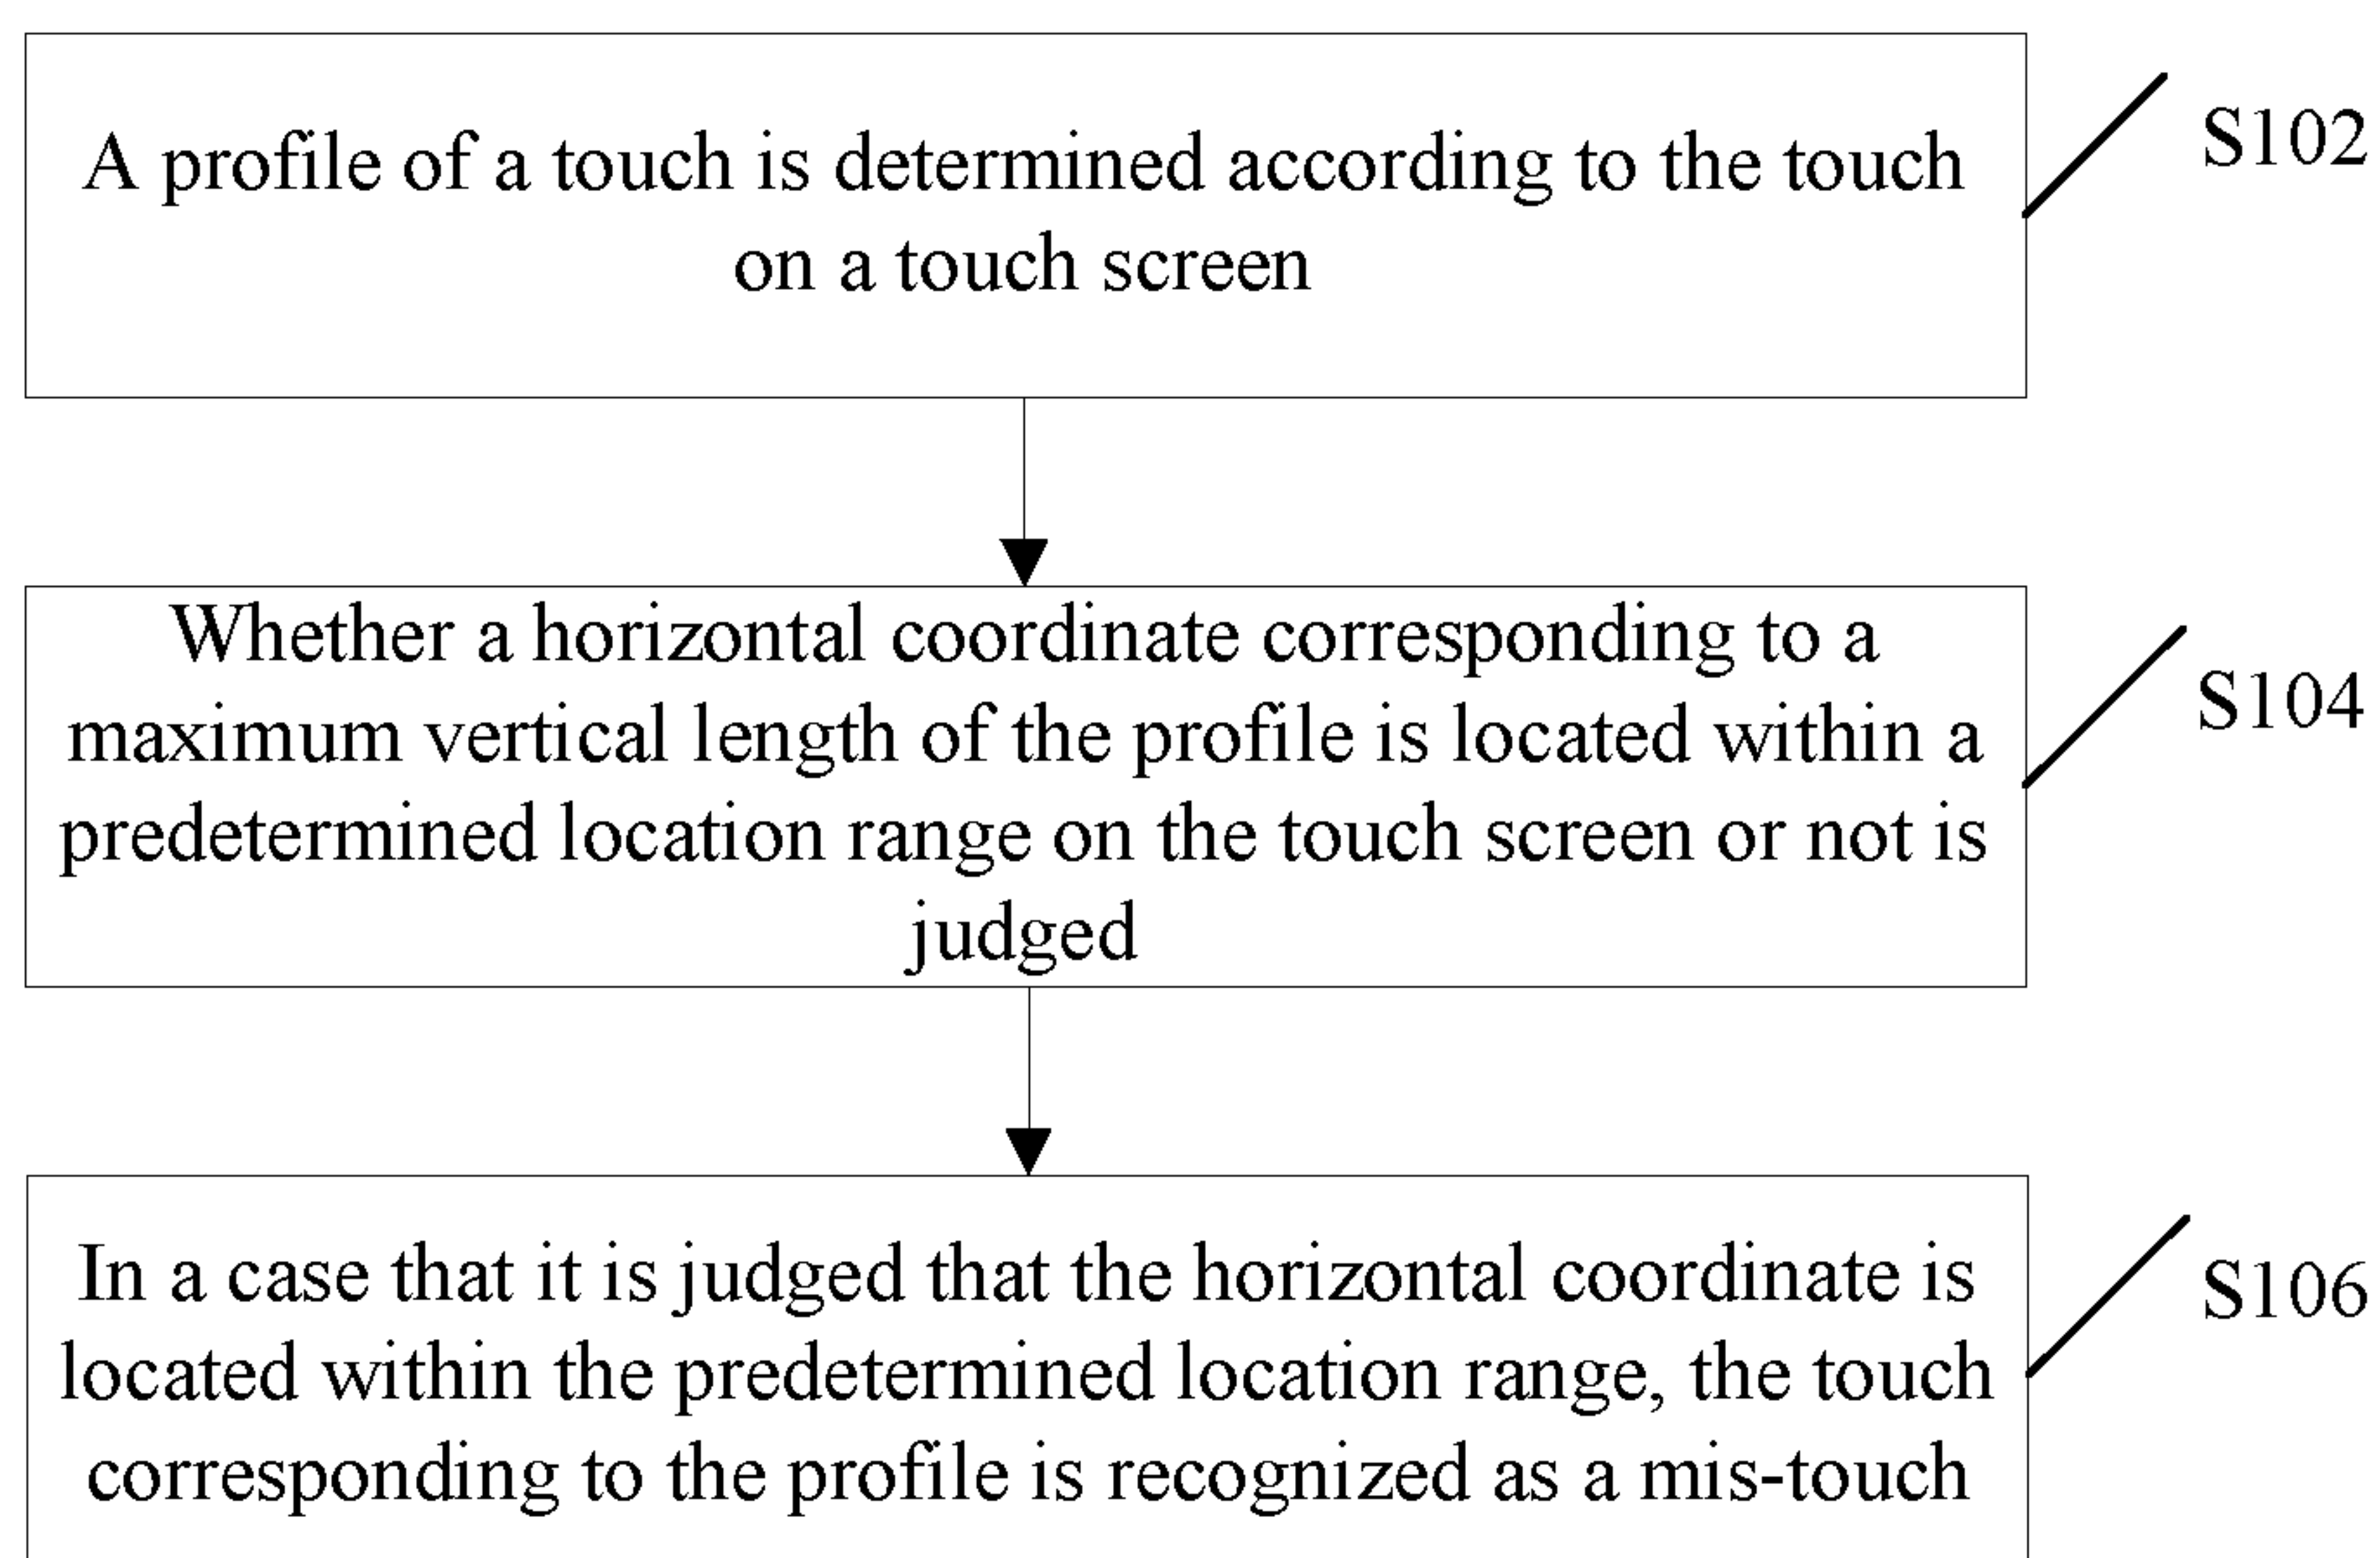 A profile of a touch is determined according to the touch
on a touch screen
S102
Whether a horizontal coordinate corresponding to a
maximum vertical length of the profile is located within a
predetermined location range on the touch screen or not is
judged
S104
In a case that it is judged that the horizontal coordinate is
located within the predetermined location range, the touch
corresponding to the profile is recognized as a mis-touch
S106